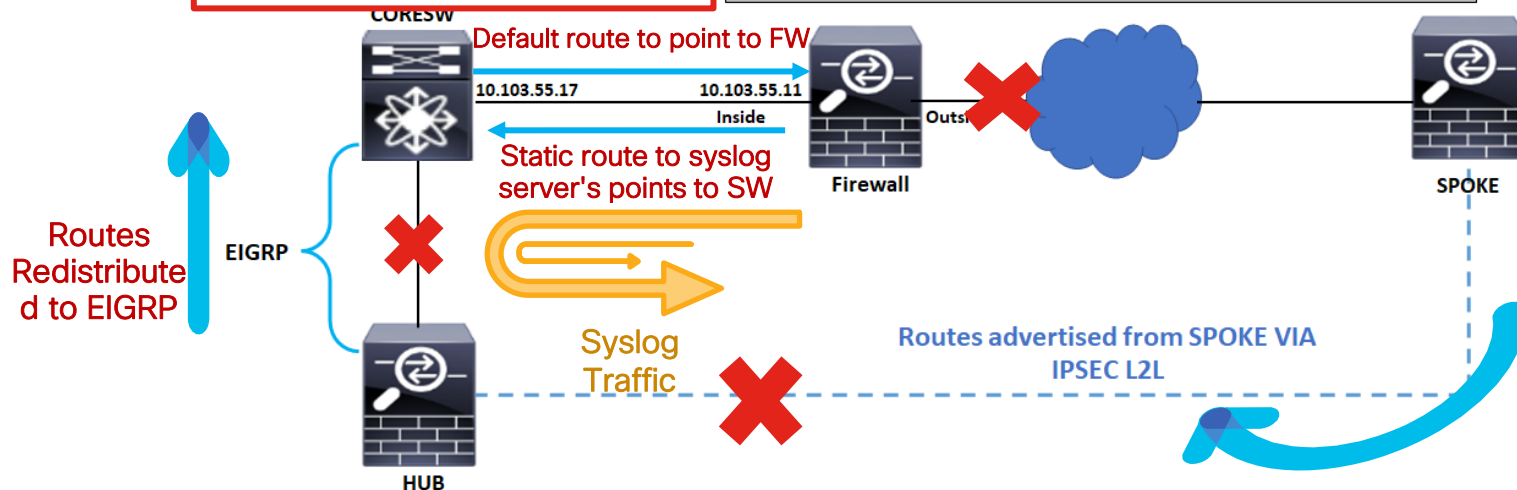 CORESW
Default route to point to FW
10.103.55.17
10.103.55.11
Inside
Static route to syslog
server's points to SW
Firewall
SPOKE
Routes
Redistribute
d to EIGRP
EIGRP
Syslog
Traffic
Routes advertised from SPOKE VIA
IPSEC L2L
HUB